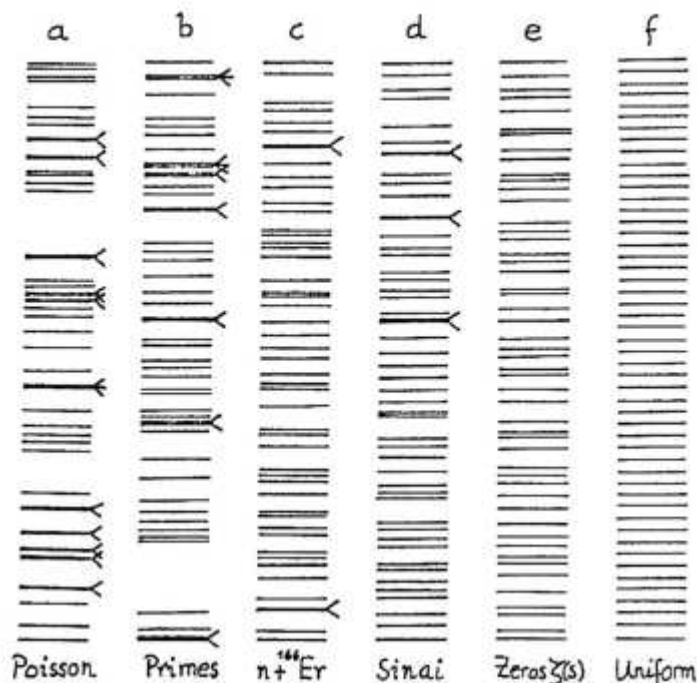 a b c d e f
Poisson Primes n+¹⁶⁶Er Sinai Zeros ζ(s) Uniform